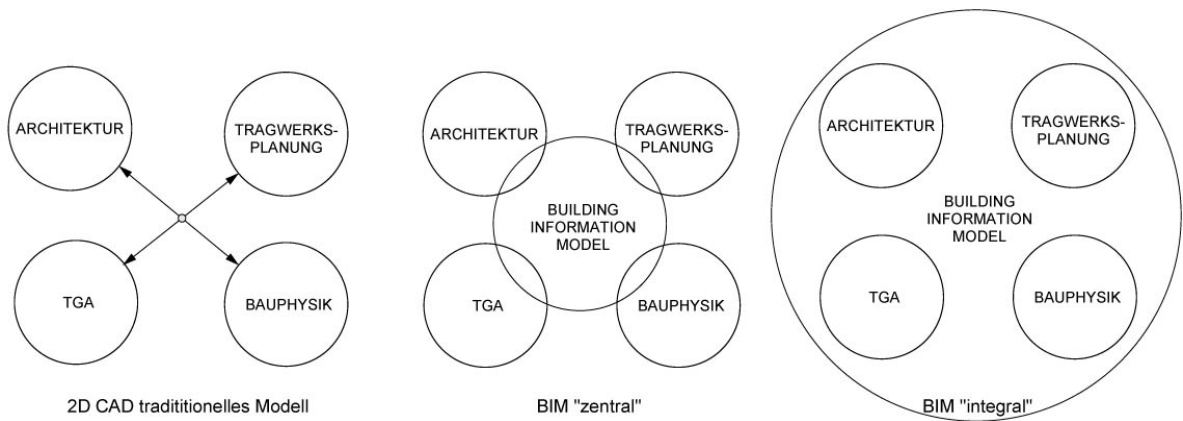 ARCHITEKTUR
TRAGWERKS-
PLANUNG
TGA
BAUPHYSIK
2D CAD tradititionelles Modell
ARCHITEKTUR
TRAGWERKS-
PLANUNG
BUILDING
INFORMATION
MODEL
TGA
BAUPHYSIK
BIM "zentral"
ARCHITEKTUR
TRAGWERKS-
PLANUNG
BUILDING
INFORMATION
MODEL
TGA
BAUPHYSIK
BIM "integral"